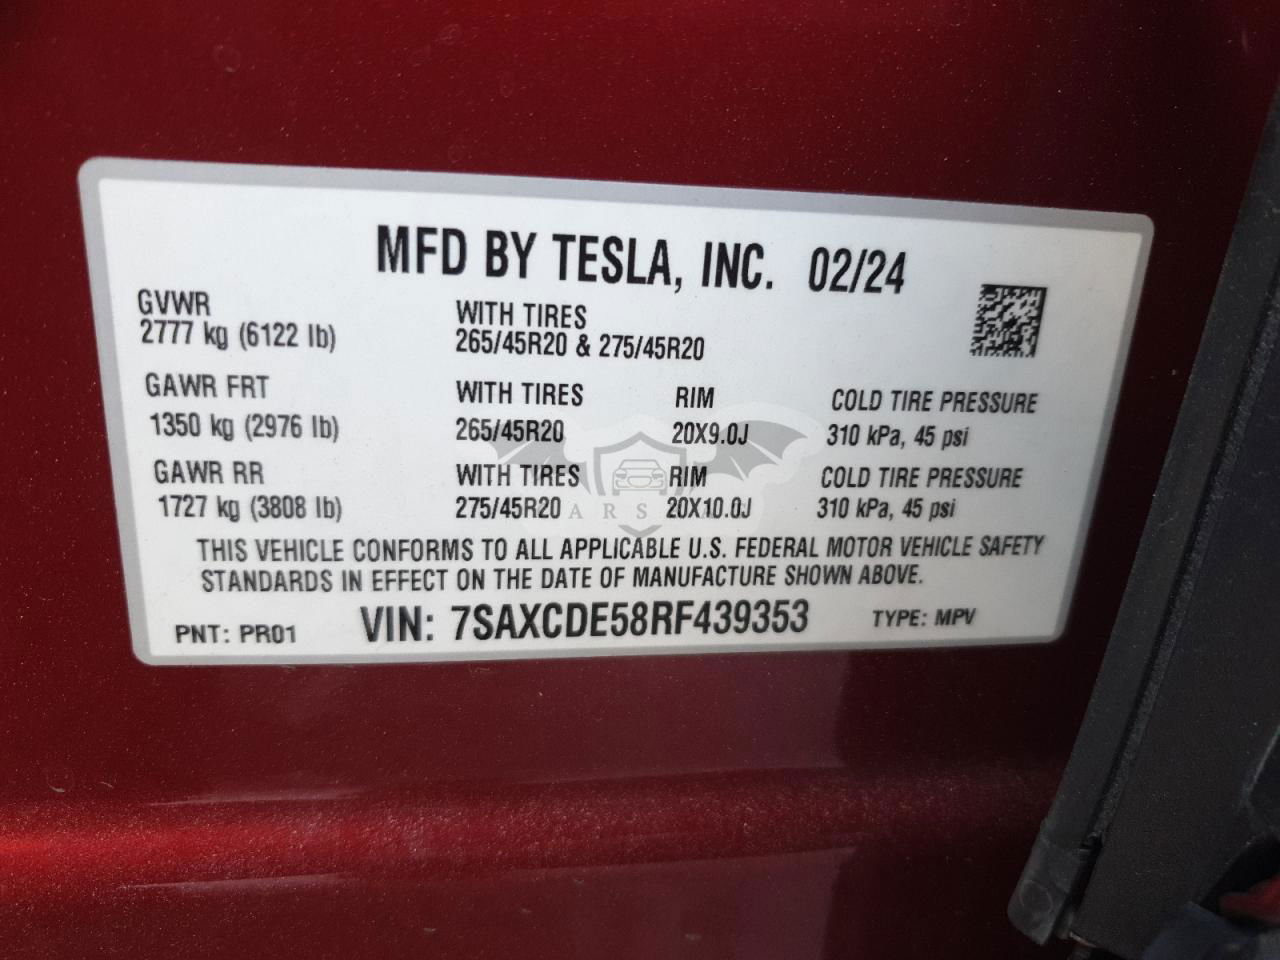 MFD BY TESLA, INC. 02/24
GVWR
2777 kg (6122 lb)
WITH TIRES
265/45R20 & 275/45R20
GAWR FRT WITH TIRES RIM COLD TIRE PRESSURE
1350 kg (2976 lb) 265/45R20 20X9.0J 310 kPa, 45 psi
GAWR RR WITH TIRES RIM COLD TIRE PRESSURE
1727 kg (3808 lb) 275/45R20 20X10.0J 310 kPa, 45 psi
THIS VEHICLE CONFORMS TO ALL APPLICABLE U.S. FEDERAL MOTOR VEHICLE SAFETY
STANDARDS IN EFFECT ON THE DATE OF MANUFACTURE SHOWN ABOVE.
PNT: PR01 VIN: 7SAXCDE58RF439353 TYPE: MPV